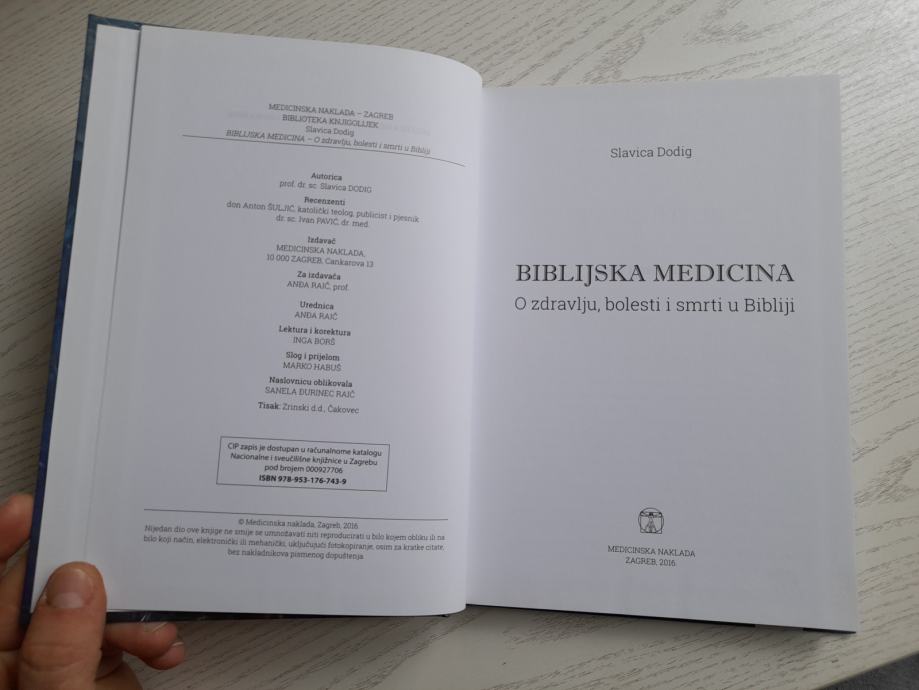 MEDICINSKA NAKLADA – ZAGREB
BIBLIOTEKA KNJIGOLIJEK
Slavica Dodig
BIBLIJSKA MEDICINA – O zdravlju, bolesti i smrti u Bibliji
Autorica
prof. dr. sc. Slavica DODIG
Recenzenti
don Anton ŠULJIĆ, katolički teolog, publicist i pjesnik
dr. sc. Ivan PAVIĆ, dr. med.
Izdavač
MEDICINSKA NAKLADA,
10 000 ZAGREB, Cankarova 13
Za izdavača
ANĐA RAIČ, prof.
Urednica
ANĐA RAIČ
Lektura i korektura
INGA BORŠ
Slog i prijelom
MARKO HABUŠ
Naslovnicu oblikovala
SANELA ĐURINEC RAIČ
Tisak: Zrinski d.d., Čakovec
CIP zapis je dostupan u računalnome katalogu
Nacionalne i sveučilišne knjižnice u Zagrebu
pod brojem 000927706
ISBN 978-953-176-743-9
© Medicinska naklada, Zagreb, 2016.
Nijedan dio ove knjige ne smije se umnožavati niti reproducirati u bilo kojem obliku ili na
bilo koji način, elektronički ili mehanički, uključujući fotokopiranje, osim za kratke citate,
bez nakladnikova pismenog dopuštenja.
Slavica Dodig
BIBLIJSKA MEDICINA
O zdravlju, bolesti i smrti u Bibliji
MEDICINSKA NAKLADA
ZAGREB, 2016.